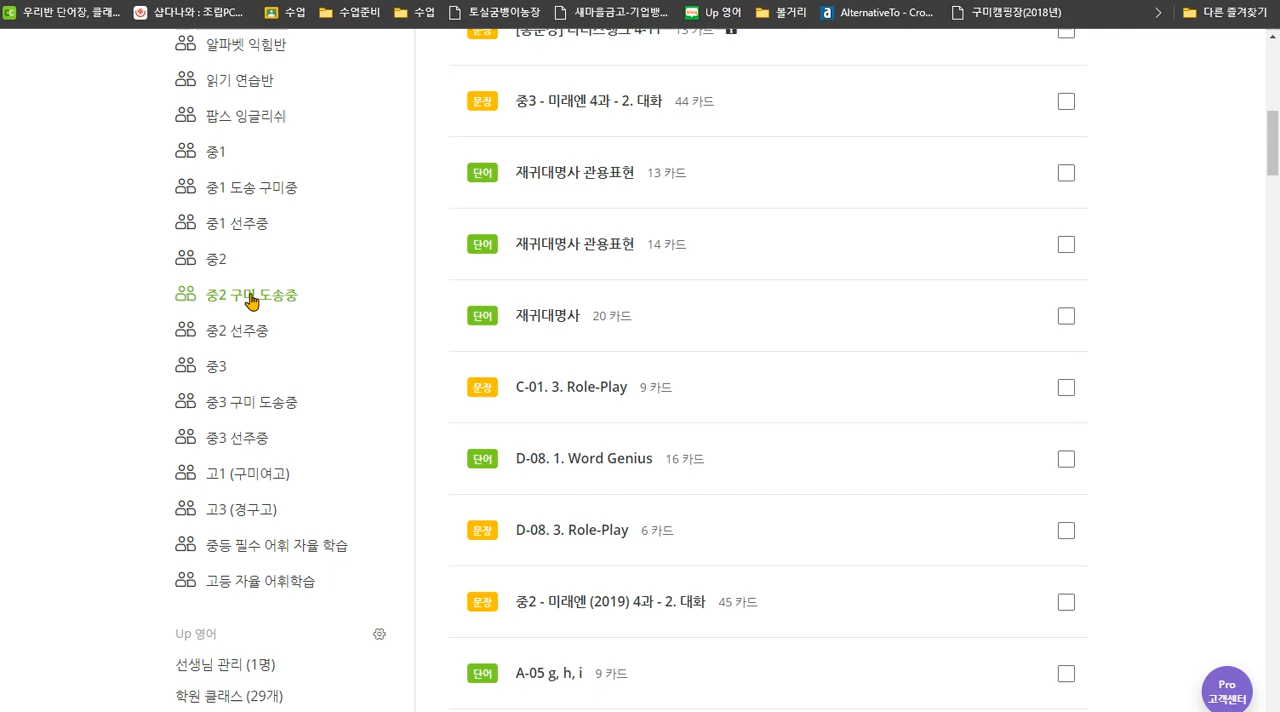 우리반 단어장, 클래... 샵다나와 : 조립PC... 수업 수업준비 수업 토실굼벵이농장 새마을금고-기업뱅... Up 영어 볼거리 AlternativeTo - Cro... 구미캠핑장(2018년) 다른 즐겨찾기
알파벳 익힘반
읽기 연습반
팝스 잉글리쉬
중1
중1 도송 구미중
중1 선주중
중2
중2 구미 도송중
중2 선주중
중3
중3 구미 도송중
중3 선주중
고1 (구미여고)
고3 (경구고)
중등 필수 어휘 자율 학습
고등 자율 어휘학습
Up 영어
선생님 관리 (1명)
학원 클래스 (29개)
문장 중3 - 미래엔 4과 - 2. 대화 44 카드
단어 재귀대명사 관용표현 13 카드
단어 재귀대명사 관용표현 14 카드
단어 재귀대명사 20 카드
문장 C-01. 3. Role-Play 9 카드
단어 D-08. 1. Word Genius 16 카드
문장 D-08. 3. Role-Play 6 카드
문장 중2 - 미래엔 (2019) 4과 - 2. 대화 45 카드
단어 A-05 g, h, i 9 카드
Pro
고객센터